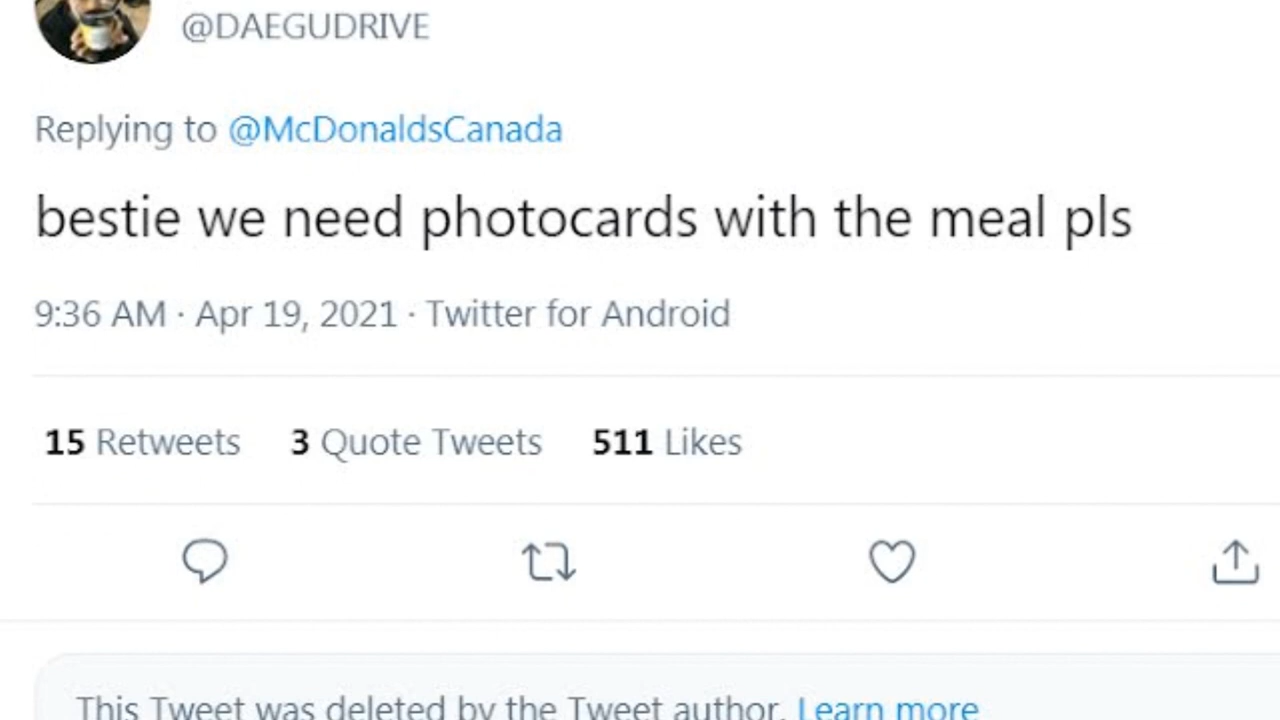 @DAEGUDRIVE
Replying to @McDonaldsCanada
bestie we need photocards with the meal pls
9:36 AM · Apr 19, 2021 · Twitter for Android
15 Retweets 3 Quote Tweets 511 Likes
This Tweet was deleted by the Tweet author. Learn more